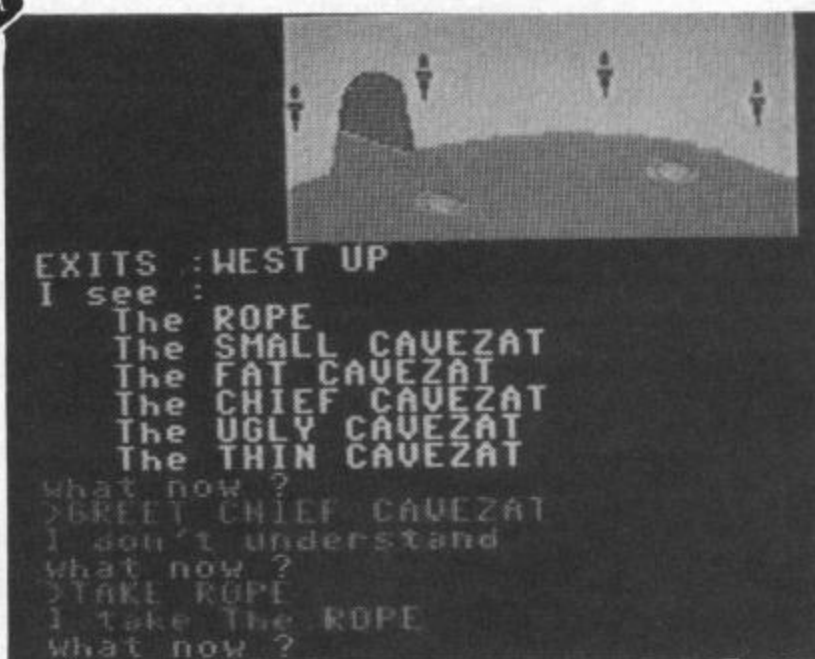 EXITS :WEST UP
I see :
The ROPE
The SMALL CAVEZAT
The FAT CAVEZAT
The CHIEF CAVEZAT
The UGLY CAVEZAT
The THIN CAVEZAT
what now ?
>GREET CHIEF CAVEZAT
I don't understand
what now ?
>TAKE ROPE
I take The ROPE
what now ?